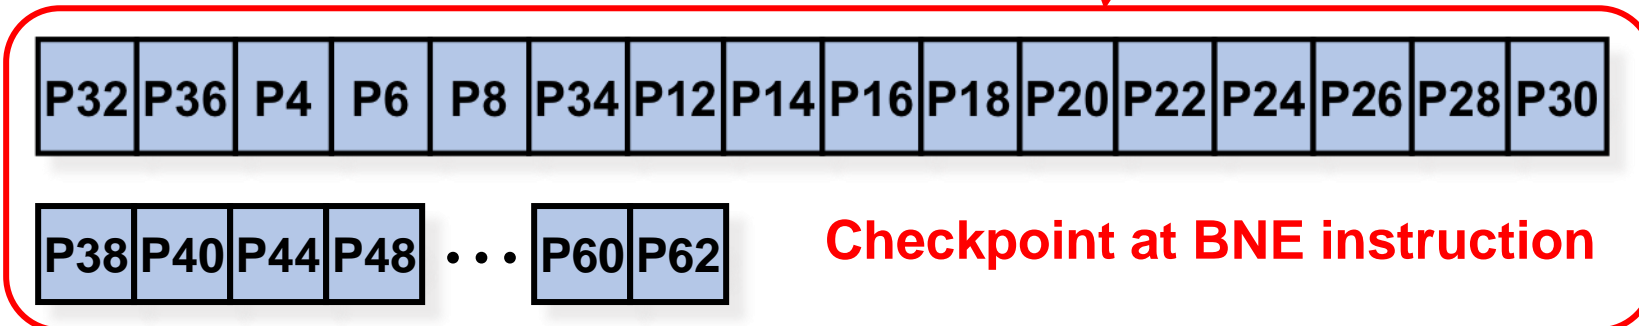 P32 P36 P4 P6 P8 P34 P12 P14 P16 P18 P20 P22 P24 P26 P28 P30
P38 P40 P44 P48 ... P60 P62 Checkpoint at BNE instruction